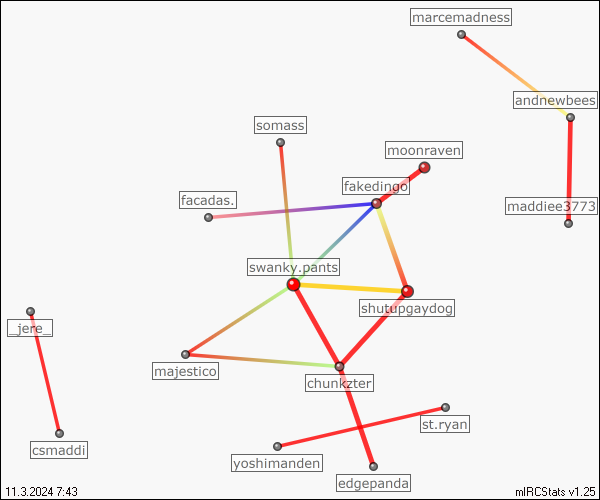 marcemadness
andnewbees
somass
moonraven
fakedingo
facadas.
maddiee3773
swanky.pants
shutupgaydog
_jere_
majestico
chunkzter
st.ryan
csmaddi
yoshimanden
edgepanda
11.3.2024 7:43
mIRCStats v1.25